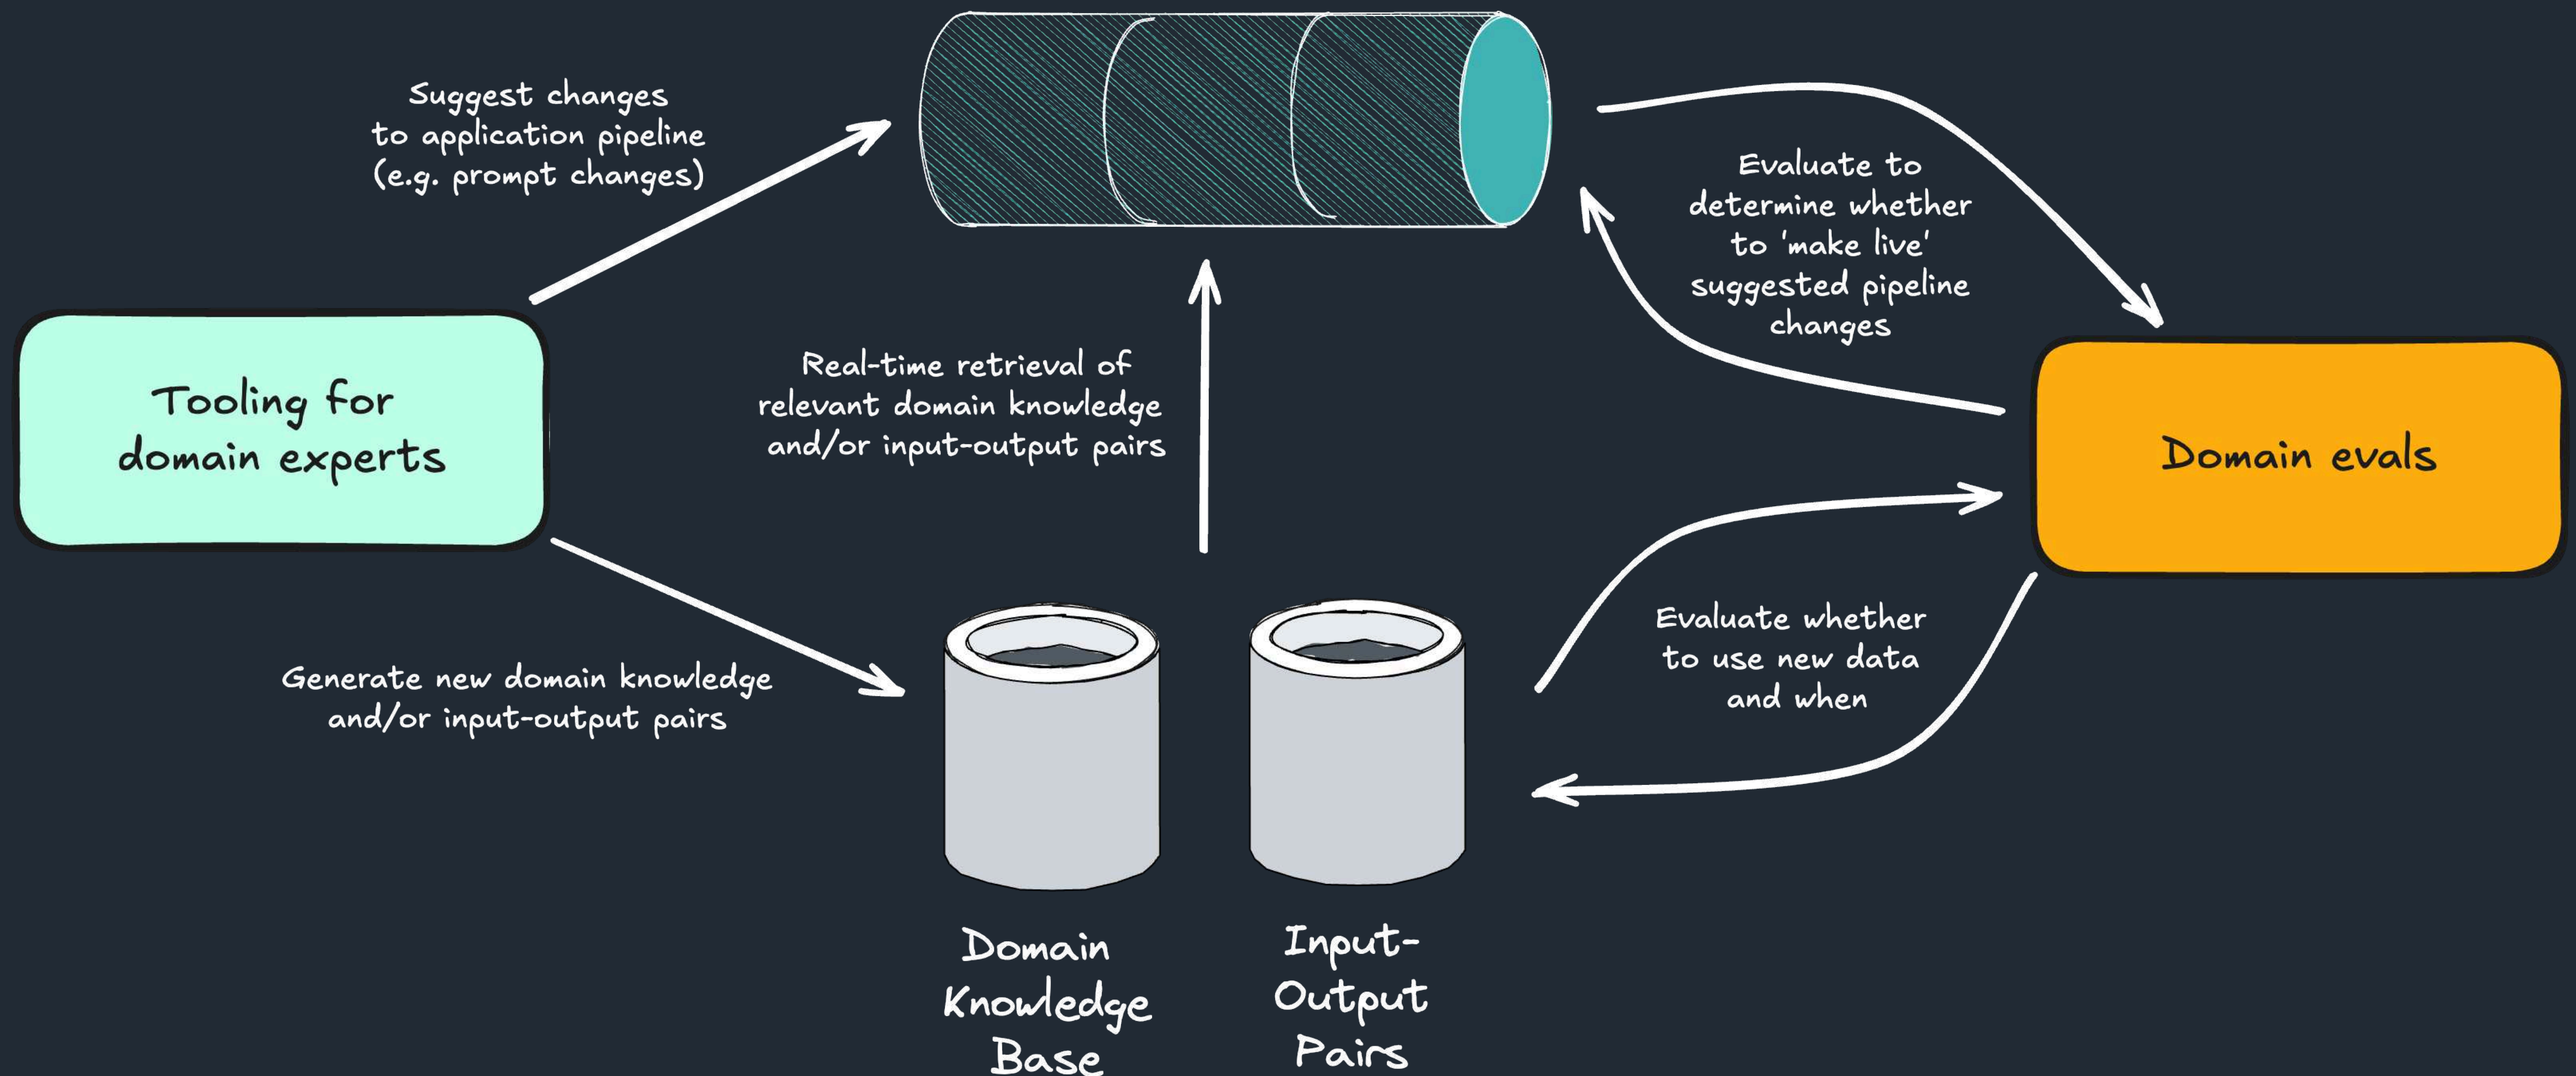 Suggest changes
to application pipeline
(e.g. prompt changes)
Evaluate to
determine whether
to 'make live'
suggested pipeline
changes
Tooling for
domain experts
Real-time retrieval of
relevant domain knowledge
and/or input-output pairs
Domain evals
Generate new domain knowledge
and/or input-output pairs
Evaluate whether
to use new data
and when
Domain
Knowledge
Base
Input-
Output
Pairs